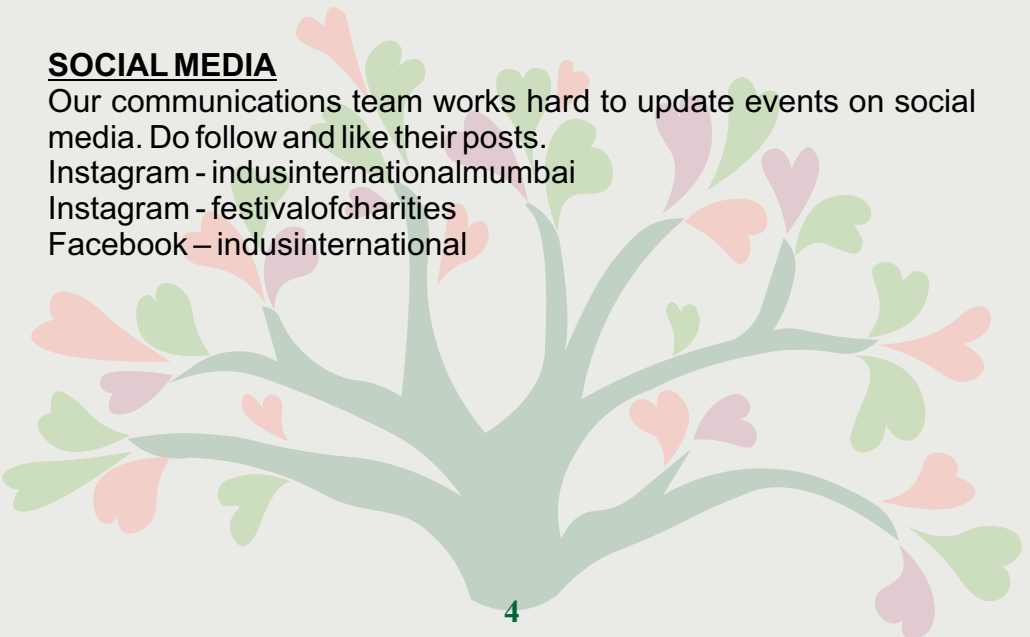 SOCIAL MEDIA
Our communications team works hard to update events on social
media. Do follow and like their posts.
Instagram - indusinternationalmumbai
Instagram - festivalofcharities
Facebook – indusinternational
4